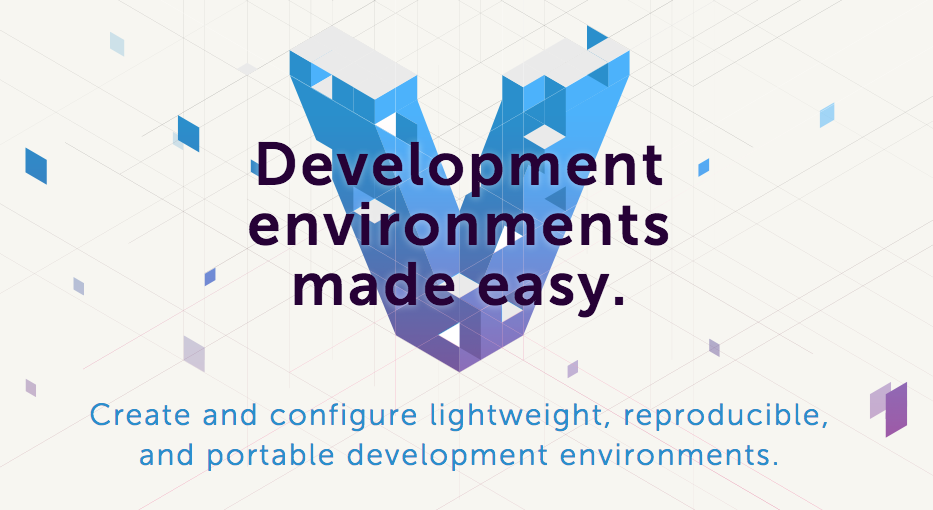 Development
environments
made easy.
Create and configure lightweight, reproducible,
and portable development environments.